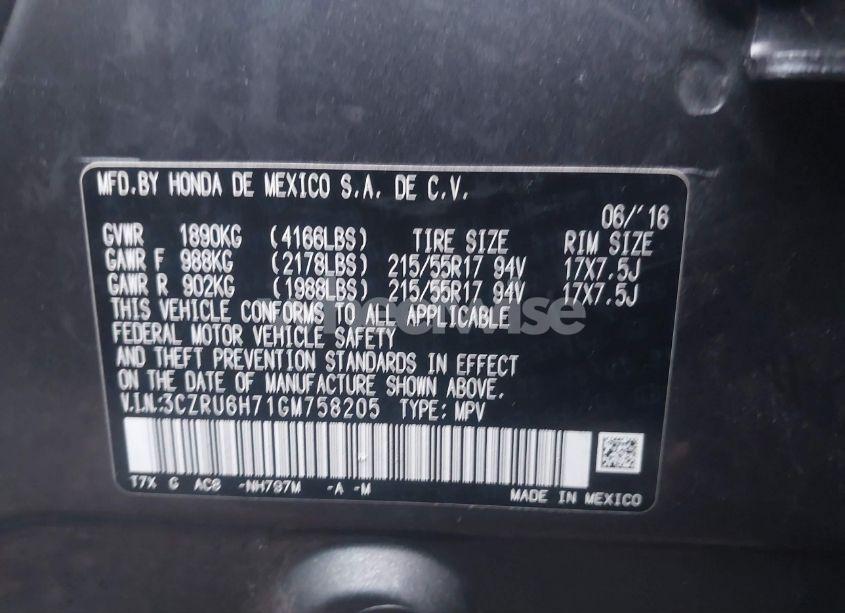 MFD.BY HONDA DE MEXICO S.A. DE C.V.
06/'16
GVWR 1890KG (4166LBS) TIRE SIZE RIM SIZE
GAWR F 988KG (2178LBS) 215/55R17 94V 17X7.5J
GAWR R 902KG (1988LBS) 215/55R17 94V 17X7.5J
THIS VEHICLE CONFORMS TO ALL APPLICABLE
FEDERAL MOTOR VEHICLE SAFETY
AND THEFT PREVENTION STANDARDS IN EFFECT
ON THE DATE OF MANUFACTURE SHOWN ABOVE.
V.I.N:3CZRU6H71GM758205 TYPE: MPV
T7X G AC8 -NH797M -A -M
MADE IN MEXICO